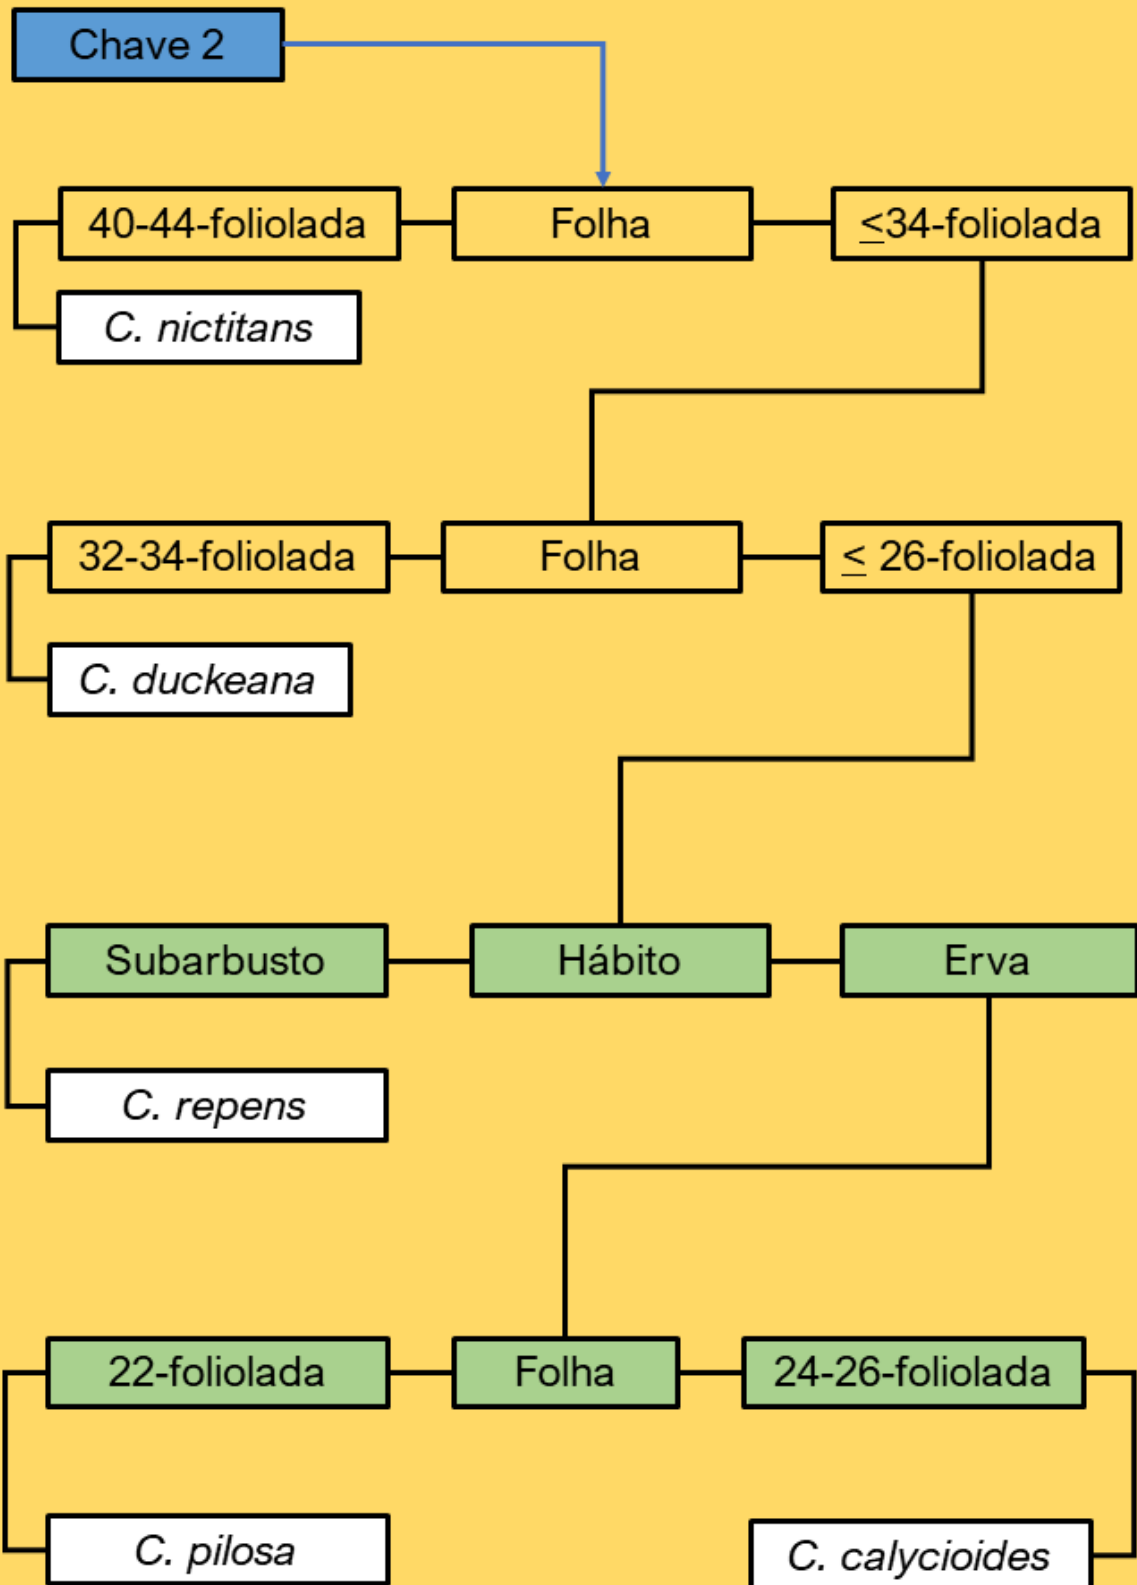 Chave 2
40-44-foliolada
Folha
≤34-foliolada
C. nictitans
32-34-foliolada
Folha
≤ 26-foliolada
C. duckeana
Subarbusto
Hábito
Erva
C. repens
22-foliolada
Folha
24-26-foliolada
C. pilosa
C. calycioides